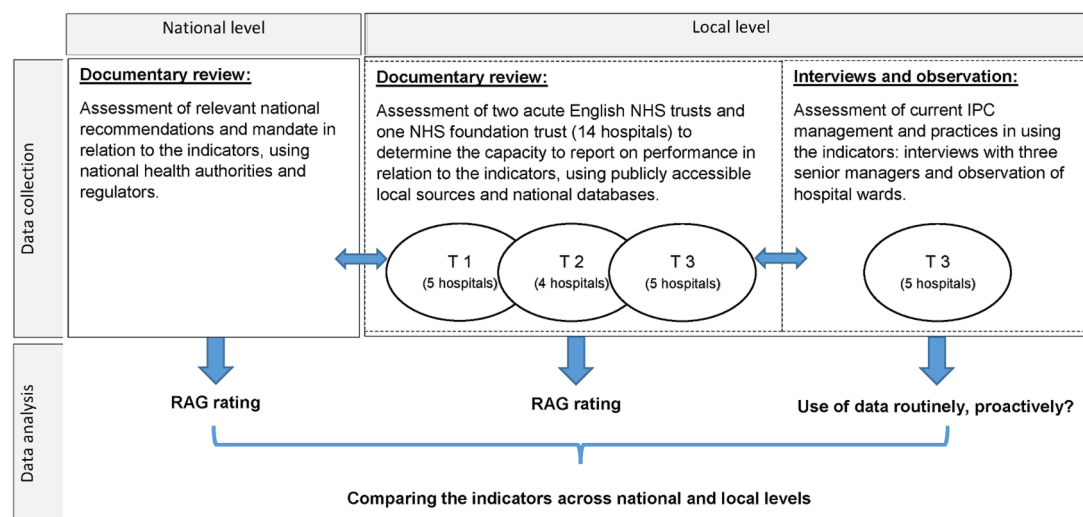 National level
Local level
Data collection
Documentary review:
Assessment of relevant national
recommendations and mandate in
relation to the indicators, using
national health authorities and
regulators.
Documentary review:
Assessment of two acute English NHS trusts and
one NHS foundation trust (14 hospitals) to
determine the capacity to report on performance in
relation to the indicators, using publicly accessible
local sources and national databases.
T 1
(5 hospitals)
T 2
(4 hospitals)
T 3
(5 hospitals)
Interviews and observation:
Assessment of current IPC
management and practices in using
the indicators: interviews with three
senior managers and observation of
hospital wards.
T 3
(5 hospitals)
Data analysis
RAG rating
RAG rating
Use of data routinely, proactively?
Comparing the indicators across national and local levels